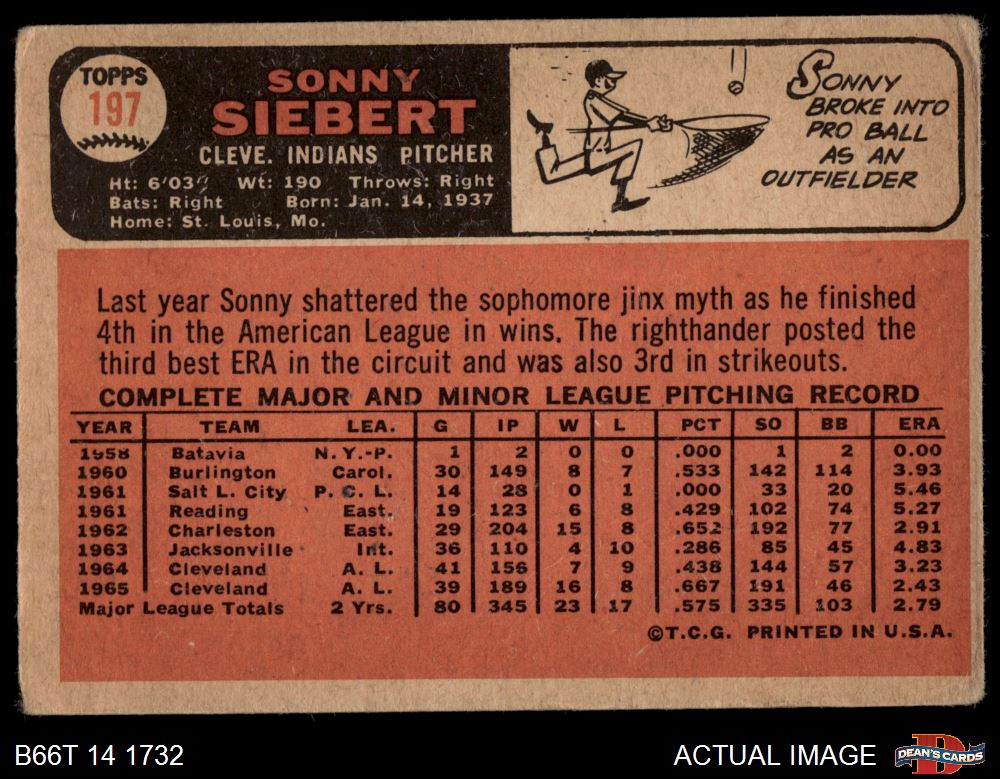 TOPPS
197
SONNY
SIEBERT
CLEVE. INDIANS PITCHER
Ht: 6'03" Wt: 190 Throws: Right
Bats: Right Born: Jan. 14, 1937
Home: St. Louis, Mo.
SONNY
BROKE INTO
PRO BALL
AS AN
OUTFIELDER
Last year Sonny shattered the sophomore jinx myth as he finished
4th in the American League in wins. The righthander posted the
third best ERA in the circuit and was also 3rd in strikeouts.
COMPLETE MAJOR AND MINOR LEAGUE PITCHING RECORD
YEAR TEAM LEA. G IP W L PCT SO BB ERA
1958 Batavia N.Y.-P. 1 2 0 0 .000 1 2 0.00
1960 Burlington Carol. 30 149 8 7 .533 142 114 3.93
1961 Salt L. City P. C. L. 14 28 0 1 .000 33 20 5.46
1961 Reading East. 19 123 6 8 .429 102 74 5.27
1962 Charleston East. 29 204 15 8 .652 192 77 2.91
1963 Jacksonville Int. 36 110 4 10 .286 85 45 4.83
1964 Cleveland A. L. 41 156 7 9 .438 144 57 3.23
1965 Cleveland A. L. 39 189 16 8 .667 191 46 2.43
Major League Totals 2 Yrs. 80 345 23 17 .575 335 103 2.79
©T.C.G. PRINTED IN U.S.A.
B66T 14 1732
ACTUAL IMAGE
DEAN'S CARDS